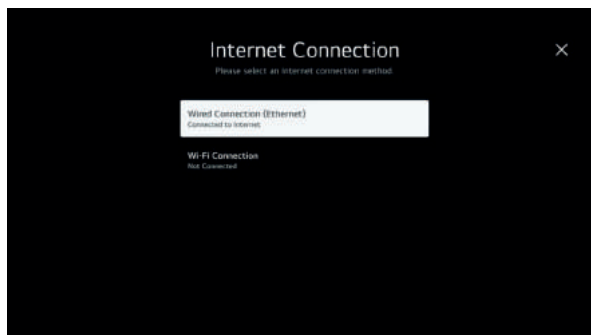 Internet Connection
Please select an internet connection method.
Wired Connection (Ethernet)
Connected to Internet
Wi-Fi Connection
Not Connected